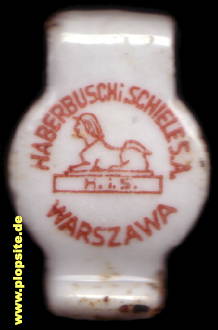 HABERBUSCH i SCHIELE S.A.
H. i S.
WARSZAWA
www.plopsite.de